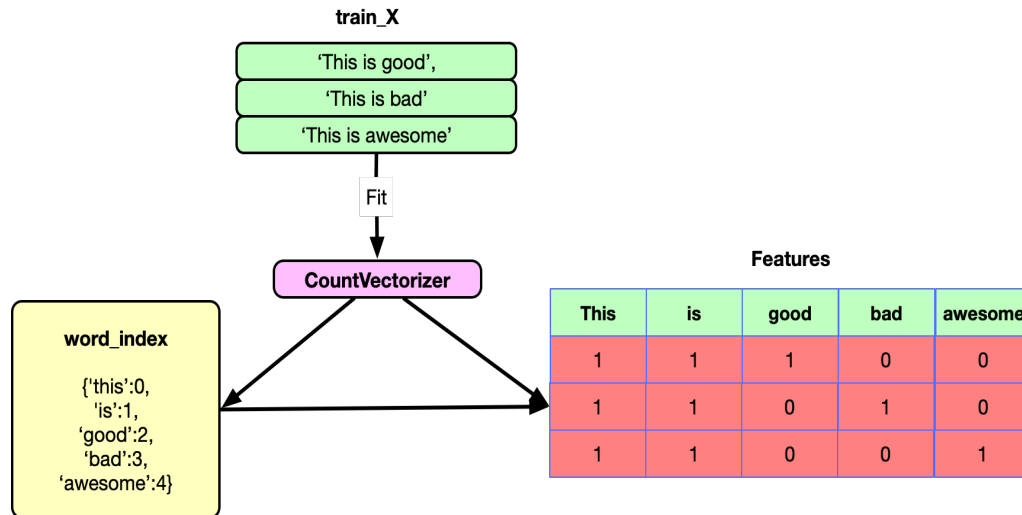 train_X
‘This is good’,
‘This is bad’
‘This is awesome’
Fit
CountVectorizer
word_index
{'this’:0,
'is’:1,
‘good’:2,
‘bad’:3,
‘awesome’:4}
Features
This is good bad awesome
1 1 1 0 0
1 1 0 1 0
1 1 0 0 1